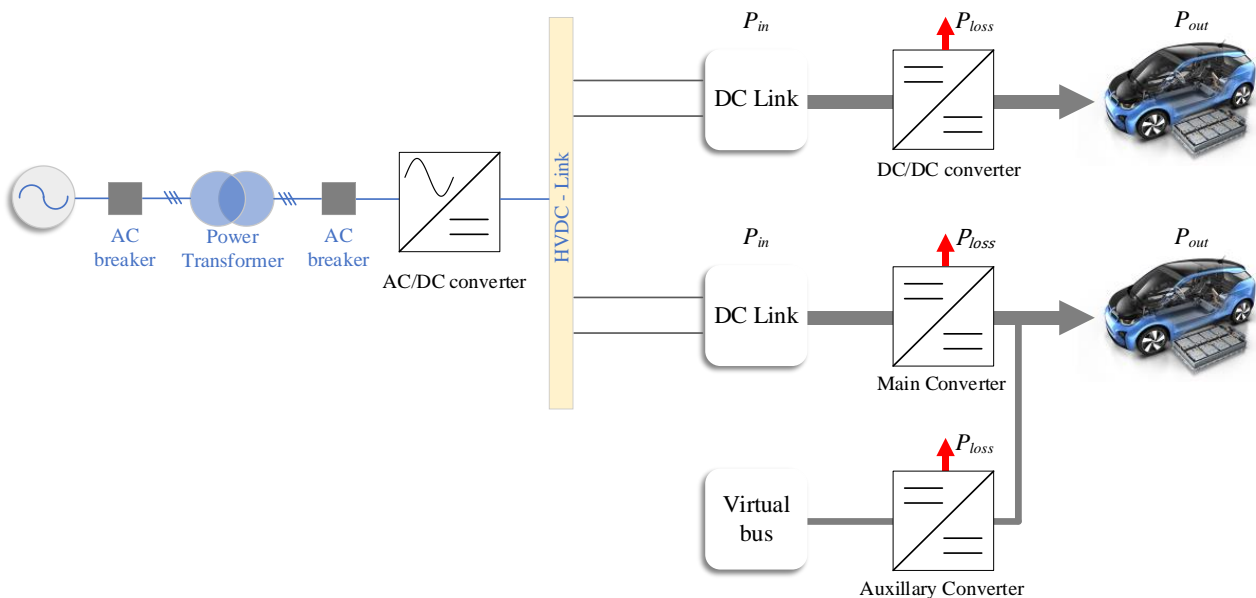 P_in
P_loss
P_out
DC Link
DC/DC converter
AC
breaker
Power
Transformer
AC
breaker
AC/DC converter
HVDC - Link
P_in
P_loss
P_out
DC Link
Main Converter
P_loss
Virtual
bus
Auxillary Converter